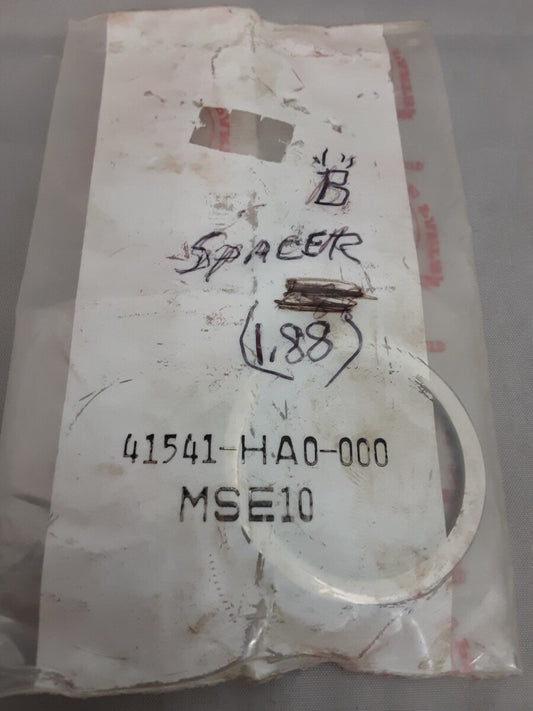 "B"
SPACER
(1.88)
41541-HA0-000
MSE10